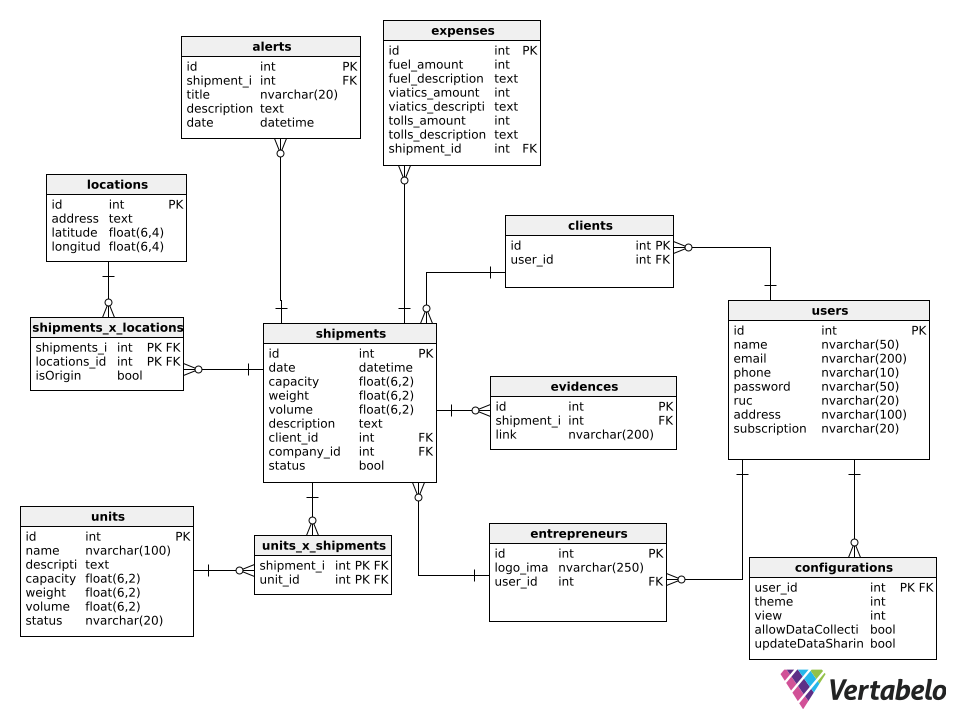 alerts
id int PK
shipment_i int FK
title nvarchar(20)
description text
date datetime
expenses
id int PK
fuel_amount int
fuel_description text
viatics_amount int
viatics_descripti text
tolls_amount int
tolls_description text
shipment_id int FK
locations
id int PK
address text
latitude float(6,4)
longitud float(6,4)
clients
id int PK
user_id int FK
shipments_x_locations
shipments_i int PK FK
locations_id int PK FK
isOrigin bool
shipments
id int PK
date datetime
capacity float(6,2)
weight float(6,2)
volume float(6,2)
description text
client_id int FK
company_id int FK
status bool
users
id int PK
name nvarchar(50)
email nvarchar(200)
phone nvarchar(10)
password nvarchar(50)
ruc nvarchar(20)
address nvarchar(100)
subscription nvarchar(20)
evidences
id int PK
shipment_i int FK
link nvarchar(200)
units
id int PK
name nvarchar(100)
descripti text
capacity float(6,2)
weight float(6,2)
volume float(6,2)
status nvarchar(20)
units_x_shipments
shipment_i int PK FK
unit_id int PK FK
entrepreneurs
id int PK
logo_ima nvarchar(250)
user_id int FK
configurations
user_id int PK FK
theme int
view int
allowDataCollecti bool
updateDataSharin bool
Vertabelo